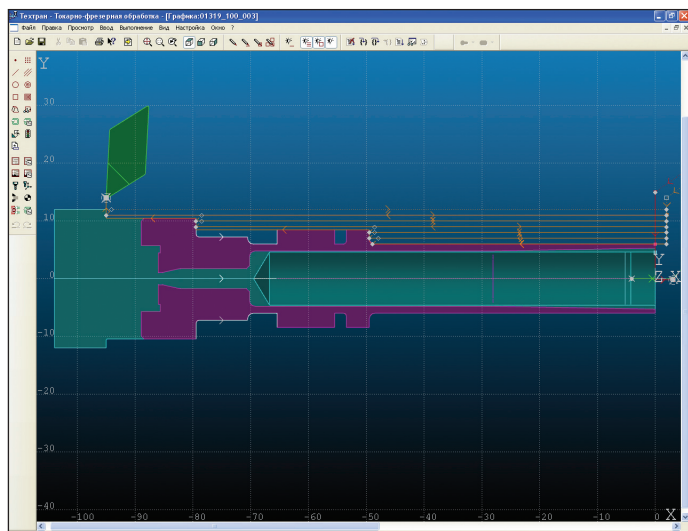 Техтран - Токарно-фрезерная обработка - [Графика:01319_100_003]
Файл Правка Просмотр Ввод Выполнение Вид Настройка Окно ?
Y
30
20
10
Y
0
Z X
-10
-20
-30
-40
-100 -90 -80 -70 -60 -50 -40 -30 -20 -10 0 X